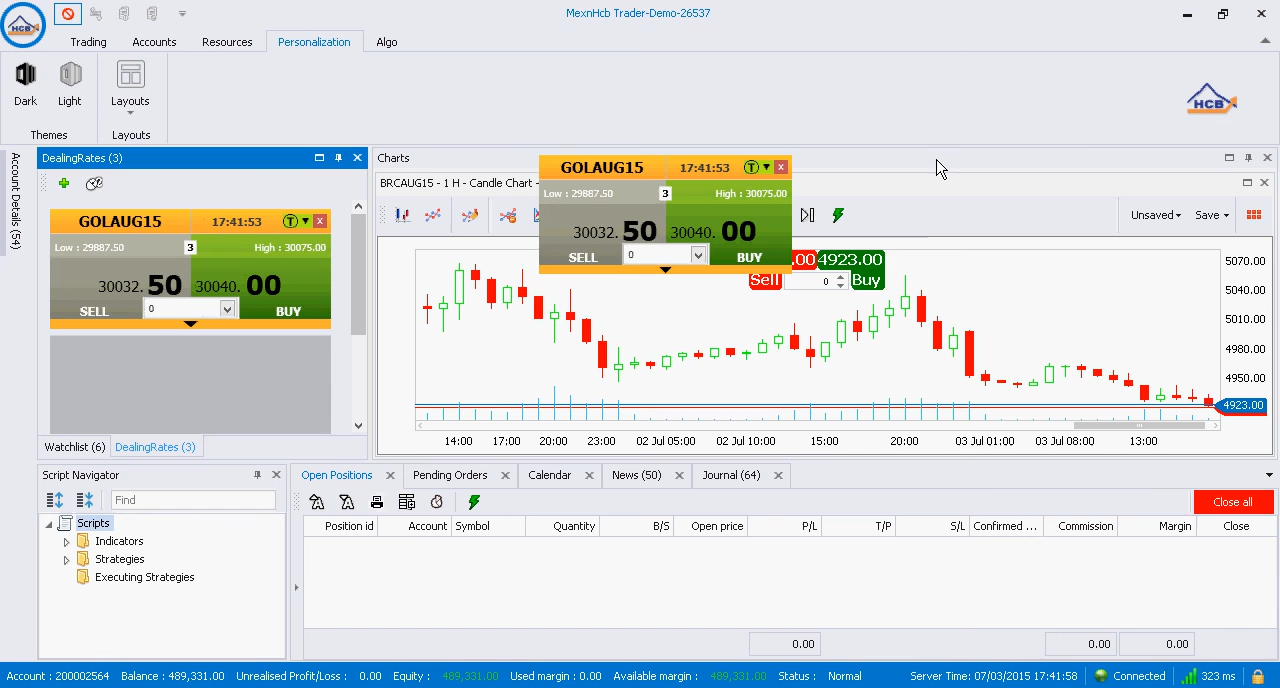 MexnHcb Trader-Demo-26537
HCB
Trading Accounts Resources Personalization Algo
Dark Light Layouts
Themes Layouts
HCB
Account Details (54)
DealingRates (3)
GOLAUG15 17:41:53 T
Low : 29887.50 3 High : 30075.00
30032. 50 30040. 00
SELL 0 BUY
Watchlist (6) DealingRates (3)
Charts
BRCAUG15 - 1 H - Candle Chart -
GOLAUG15 17:41:53 T
Low : 29887.50 3 High : 30075.00
30032. 50 30040. 00
SELL 0 BUY
Unsaved Save
.00 4923.00
Sell 0 Buy
5070.00
5040.00
5010.00
4980.00
4950.00
4923.00
14:00 17:00 20:00 23:00 02 Jul 05:00 02 Jul 10:00 15:00 20:00 03 Jul 01:00 03 Jul 08:00 13:00
Script Navigator
Find
Scripts
Indicators
Strategies
Executing Strategies
Open Positions Pending Orders Calendar News (50) Journal (64)
Close all
Position id Account Symbol Quantity B/S Open price P/L T/P S/L Confirmed ... Commission Margin Close
0.00 0.00 0.00
Account : 200002564 Balance : 489,331.00 Unrealised Profit/Loss : 0.00 Equity : 489,331.00 Used margin : 0.00 Available margin : 489,331.00 Status : Normal Server Time: 07/03/2015 17:41:58 Connected 323 ms